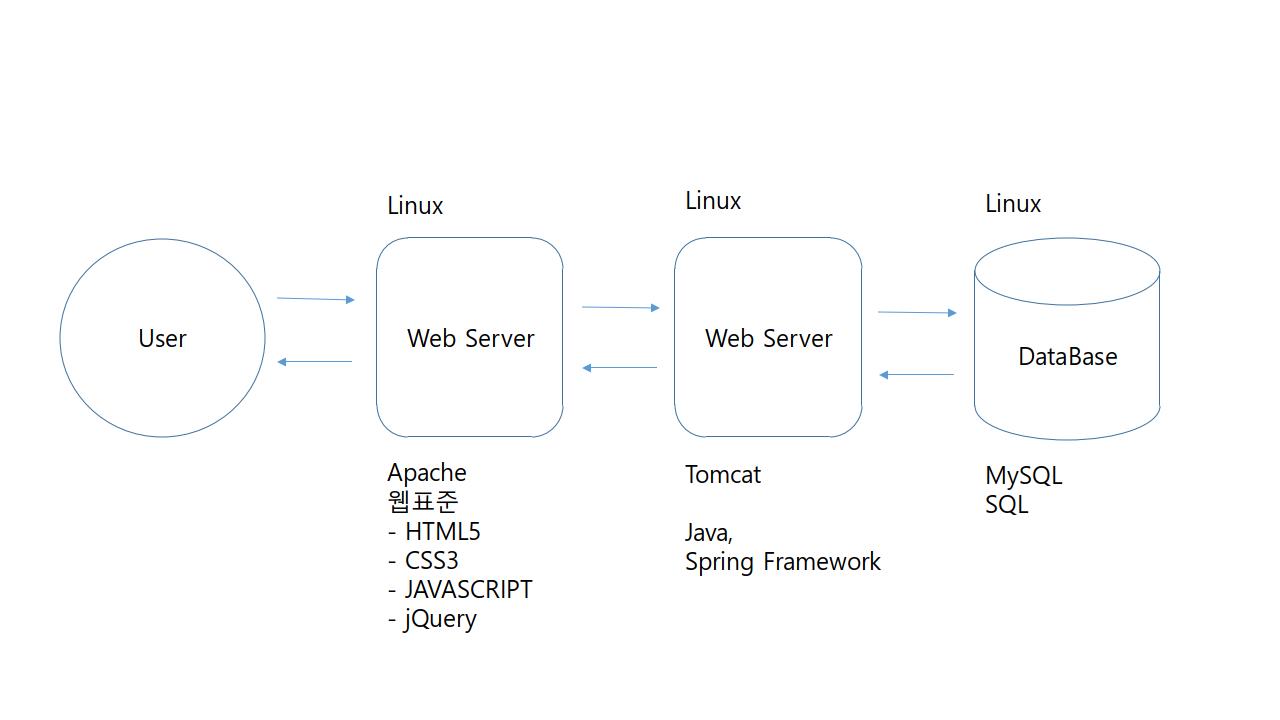 Linux
Linux
Linux
User
Web Server
Web Server
DataBase
Apache
웹표준
- HTML5
- CSS3
- JAVASCRIPT
- jQuery
Tomcat
Java,
Spring Framework
MySQL
SQL